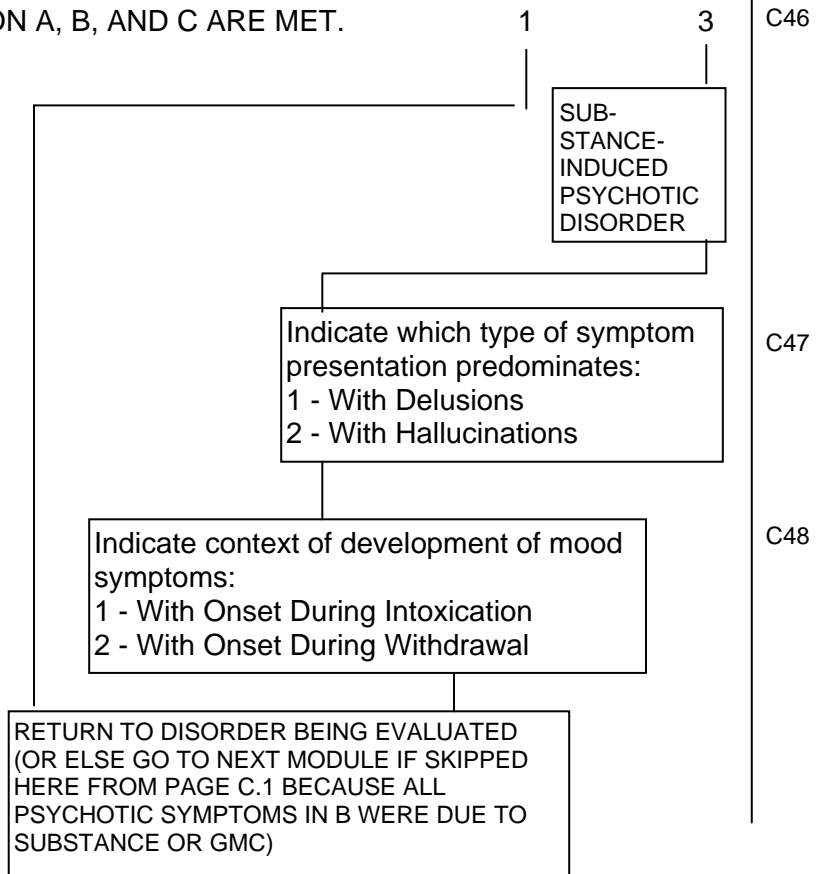 ON A, B, AND C ARE MET. 1 3 C46
SUB-
STANCE-
INDUCED
PSYCHOTIC
DISORDER
Indicate which type of symptom
presentation predominates:
1 - With Delusions
2 - With Hallucinations
C47
Indicate context of development of mood
symptoms:
1 - With Onset During Intoxication
2 - With Onset During Withdrawal
C48
RETURN TO DISORDER BEING EVALUATED
(OR ELSE GO TO NEXT MODULE IF SKIPPED
HERE FROM PAGE C.1 BECAUSE ALL
PSYCHOTIC SYMPTOMS IN B WERE DUE TO
SUBSTANCE OR GMC)